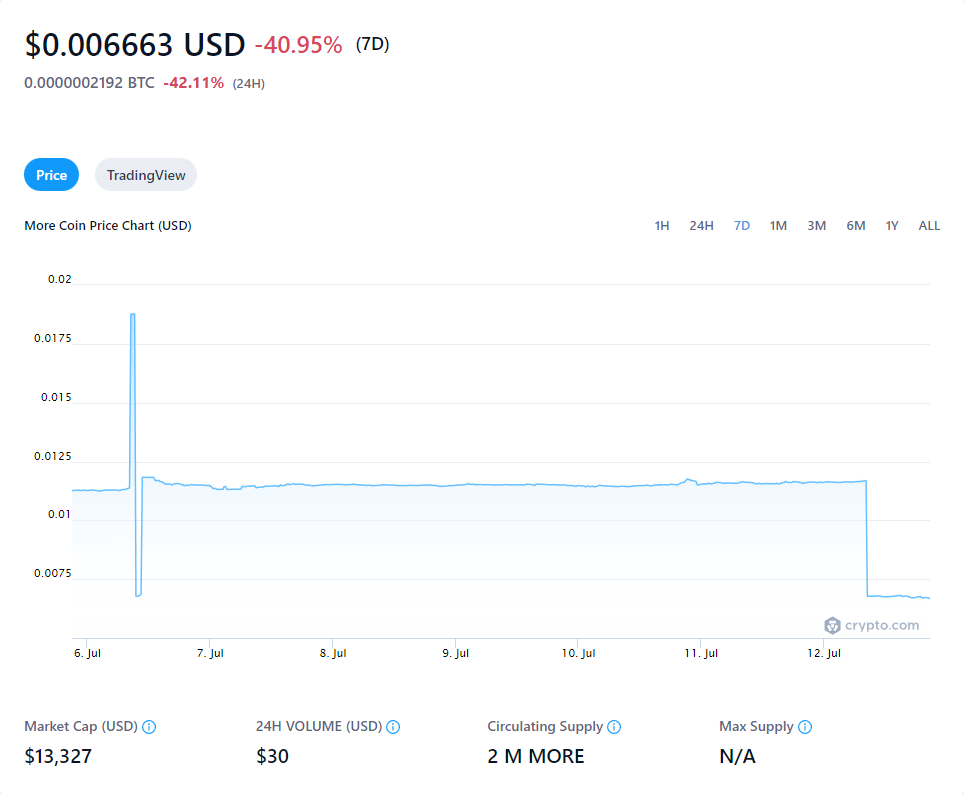 $0.006663 USD -40.95% (7D)
0.0000002192 BTC -42.11% (24H)
Price TradingView
More Coin Price Chart (USD) 1H 24H 7D 1M 3M 6M 1Y ALL
0.02
0.0175
0.015
0.0125
0.01
0.0075
crypto.com
6. Jul 7. Jul 8. Jul 9. Jul 10. Jul 11. Jul 12. Jul
Market Cap (USD) 24H VOLUME (USD) Circulating Supply Max Supply
$13,327 $30 2 M MORE N/A